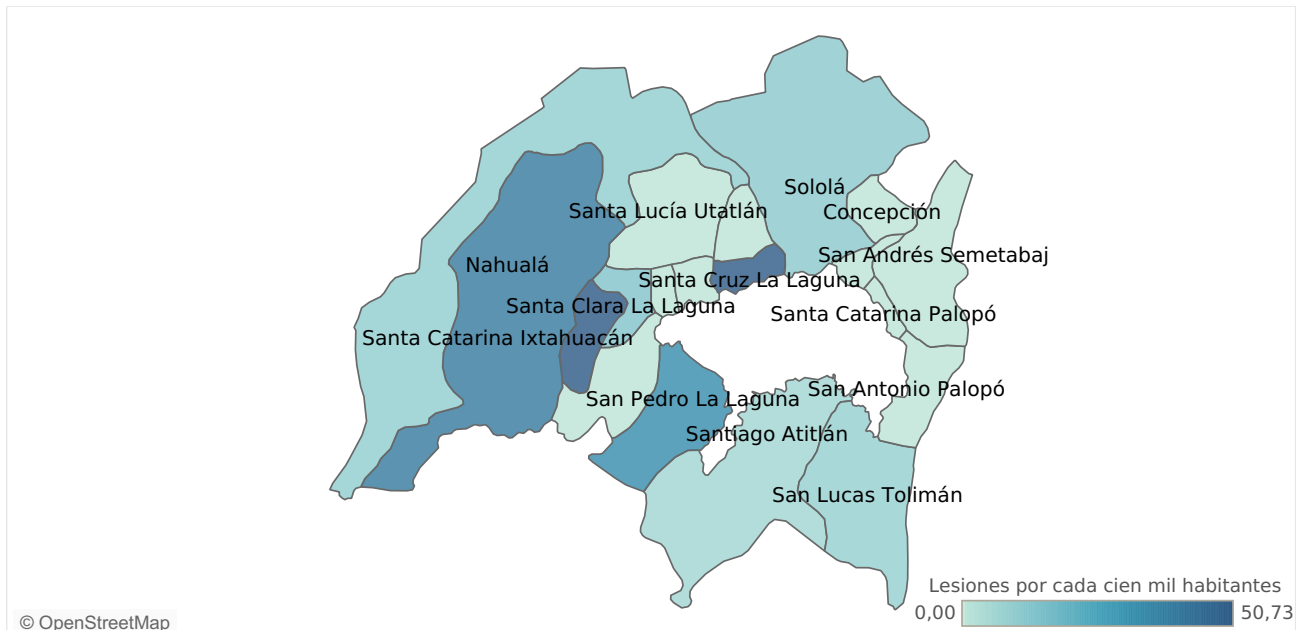 Sololá
Santa Lucía Utatlán
Concepción
San Andrés Semetabaj
Nahualá
Santa Cruz La Laguna
Santa Clara La Laguna
Santa Catarina Palopó
Santa Catarina Ixtahuacán
San Antonio Palopó
San Pedro La Laguna
Santiago Atitlán
San Lucas Tolimán
Lesiones por cada cien mil habitantes
0,00 50,73
© OpenStreetMap